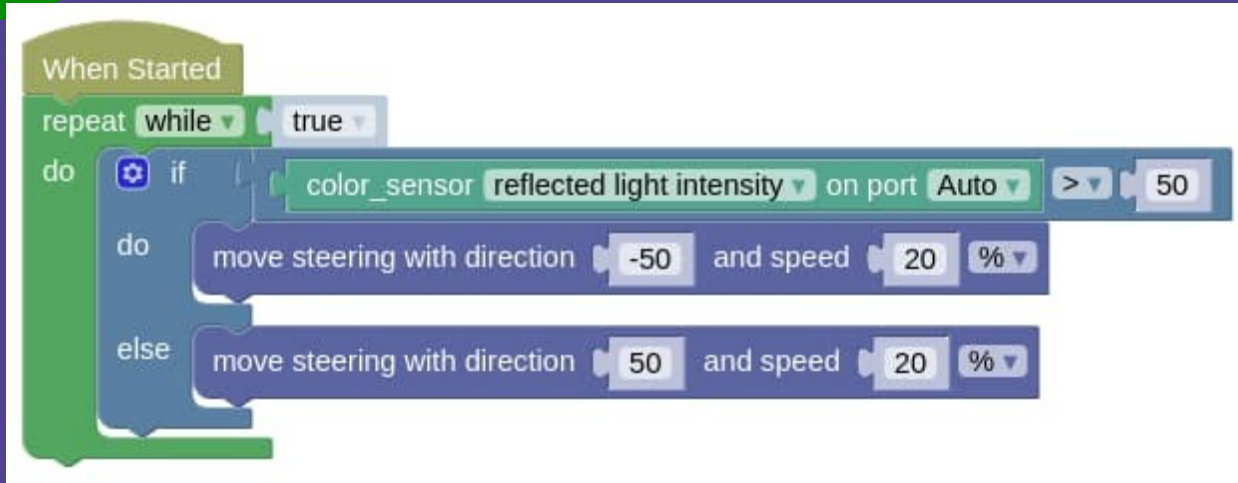 When Started
repeat while ▾ true ▾
do if color_sensor reflected light intensity ▾ on port Auto ▾ > ▾ 50
do move steering with direction -50 and speed 20 % ▾
else move steering with direction 50 and speed 20 % ▾